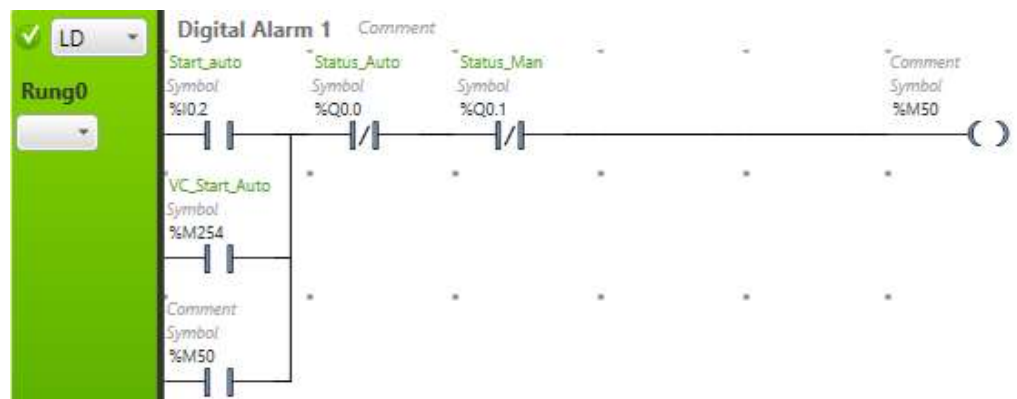 LD
Digital Alarm 1 Comment
Rung0
Start_auto Status_Auto Status_Man Comment
Symbol Symbol Symbol Symbol
%I0.2 %Q0.0 %Q0.1 %M50
VC_Start_Auto
Symbol
%M254
Comment
Symbol
%M50